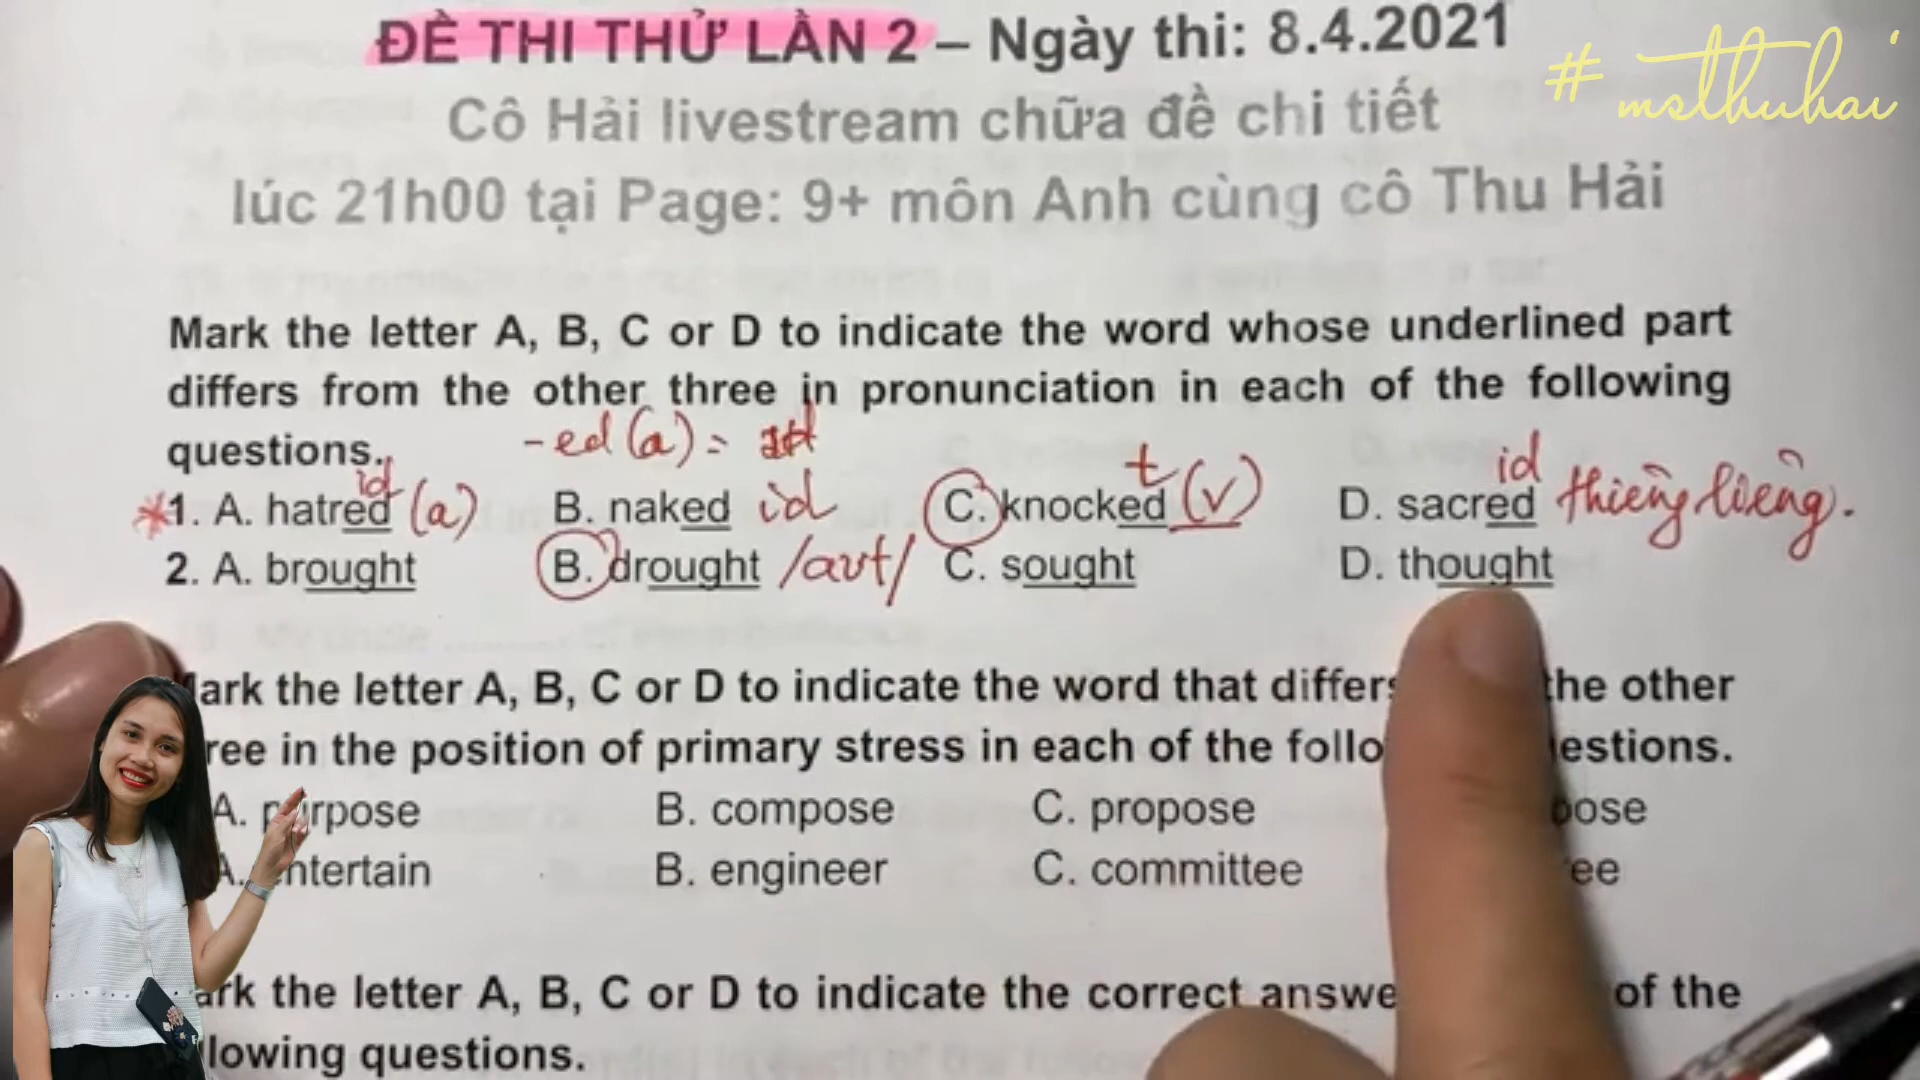 ĐỀ THI THỬ LẦN 2 – Ngày thi: 8.4.2021
# msthuhai
Cô Hải livestream chữa đề chi tiết
lúc 21h00 tại Page: 9+ môn Anh cùng cô Thu Hải
Mark the letter A, B, C or D to indicate the word whose underlined part
differs from the other three in pronunciation in each of the following
questions. -ed (a) =
*1. A. hatred id (a) B. naked id C. knocked t (v) D. sacred id thiêng liêng.
2. A. brought B. drought /aʊt/ C. sought D. thought
Mark the letter A, B, C or D to indicate the word that differs the other
ree in the position of primary stress in each of the follo estions.
A. purpose B. compose C. propose pose
A. entertain B. engineer C. committee ee
ark the letter A, B, C or D to indicate the correct answe of the
lowing questions.